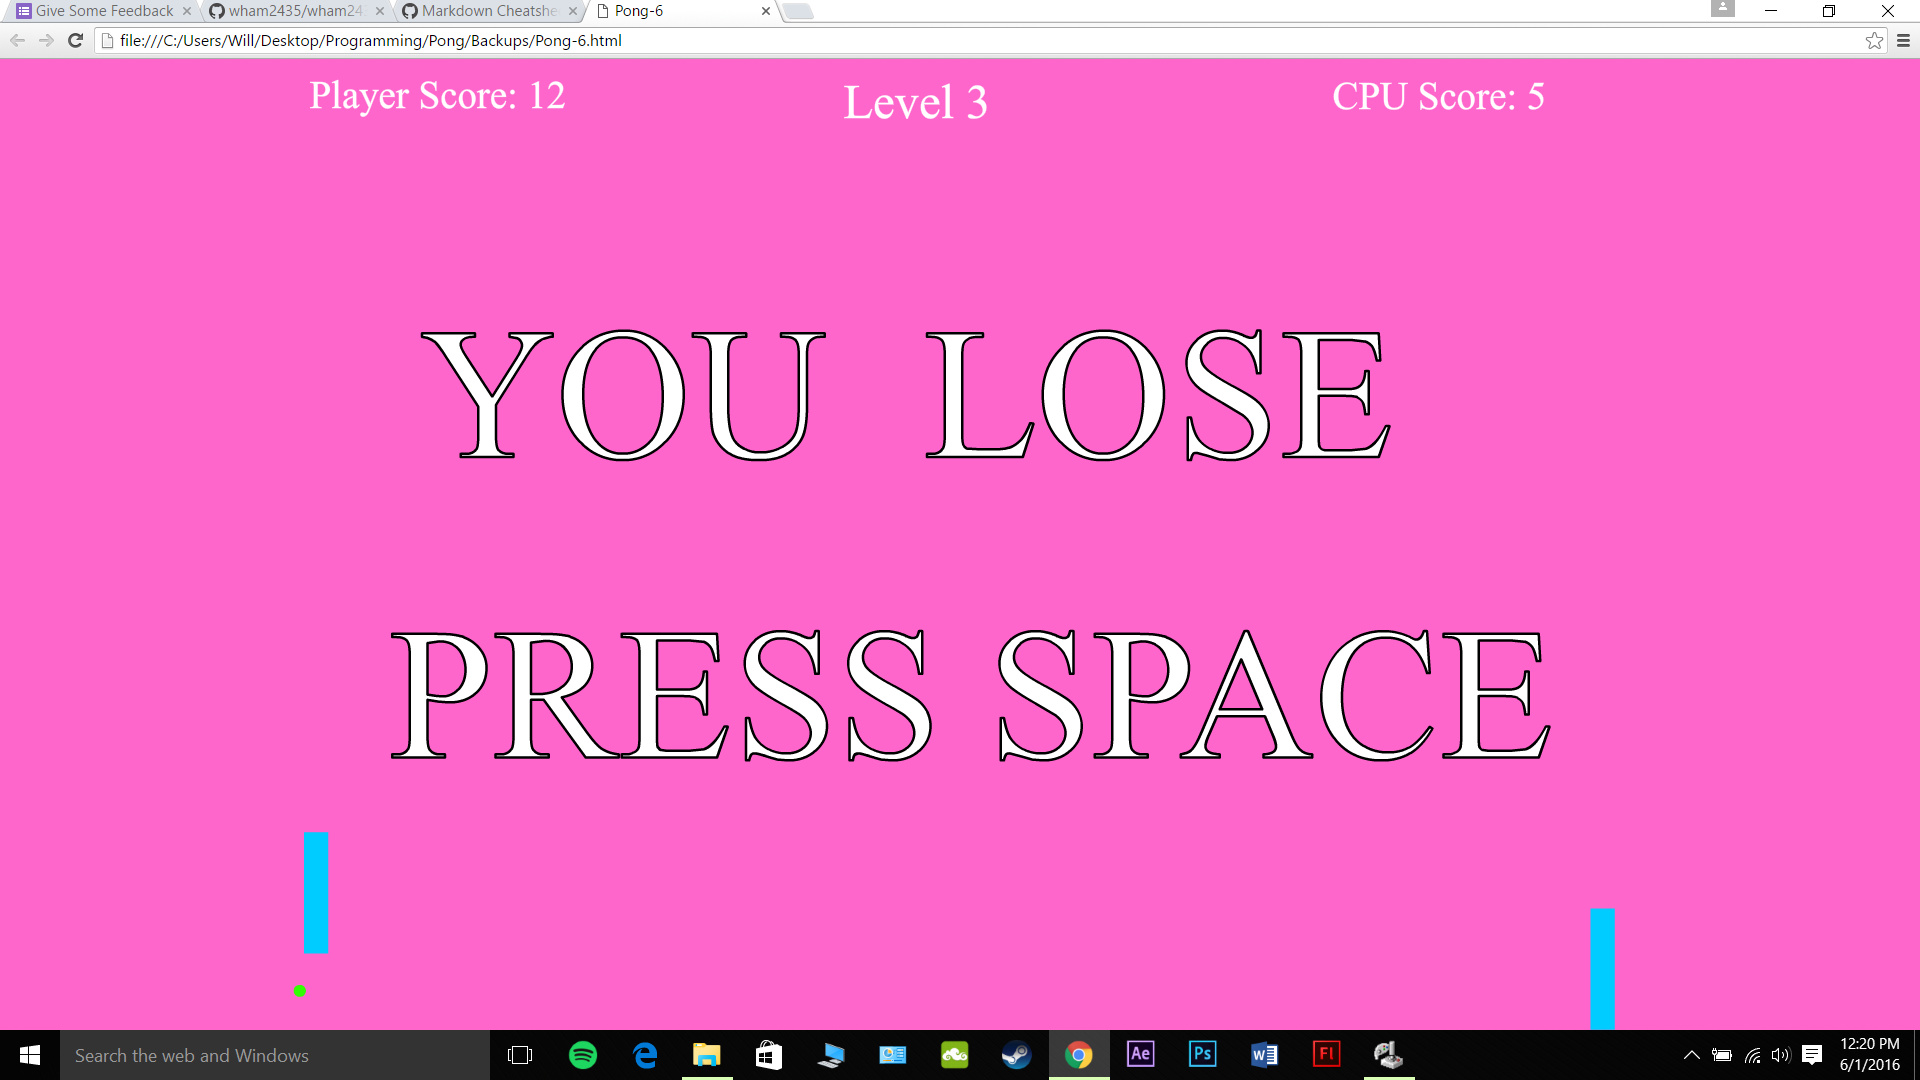 Give Some Feedback
wham2435/wham24
Markdown Cheatshe
Pong-6
file:///C:/Users/Will/Desktop/Programming/Pong/Backups/Pong-6.html
Player Score: 12
Level 3
CPU Score: 5
YOU LOSE
PRESS SPACE
Search the web and Windows
Ae
Ps
W
Fl
12:20 PM
6/1/2016